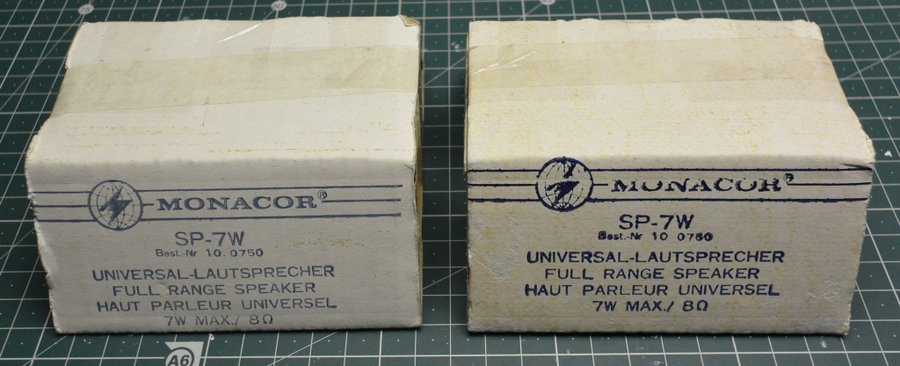 MONACOR®
SP-7W
Best.-Nr 10.0750
UNIVERSAL-LAUTSPRECHER
FULL RANGE SPEAKER
HAUT PARLEUR UNIVERSEL
7W MAX./ 8Ω
MONACOR®
SP-7W
Best.-Nr 10.0750
UNIVERSAL-LAUTSPRECHER
FULL RANGE SPEAKER
HAUT PARLEUR UNIVERSEL
7W MAX./ 8Ω
A6